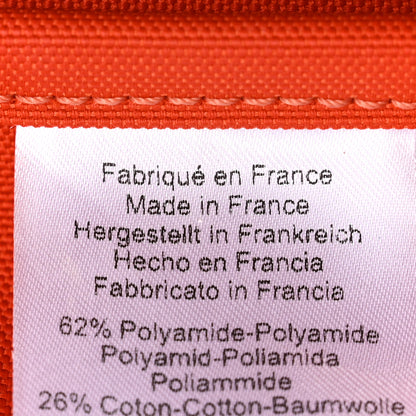 Fabriqué en France
Made in France
Hergestellt in Frankreich
Hecho en Francia
Fabbricato in Francia
62% Polyamide-Polyamide
Polyamid-Poliamida
Poliammide
26% Coton-Cotton-Baumwolle